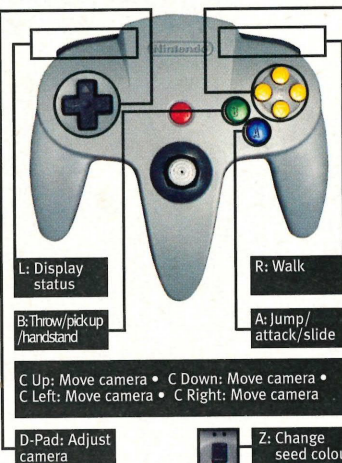 Nintendo
B
A
L: Display
status
R: Walk
B:Throw/pick up
/handstand
A: Jump/
attack/slide
C Up: Move camera • C Down: Move camera •
C Left: Move camera • C Right: Move camera
D-Pad: Adjust
camera
Z: Change
seed colou